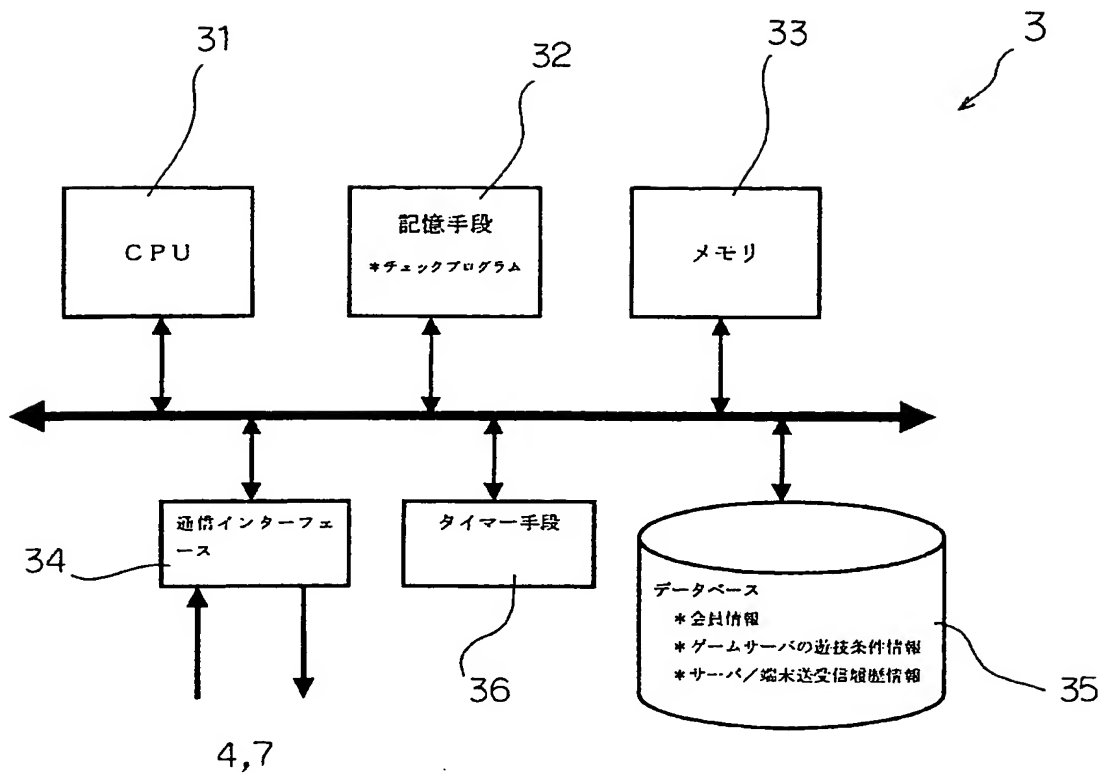 31
32
33
3
CPU
記憶手段
*チェックプログラム
メモリ
通信インターフェ
ース
タイマー手段
データベース
*会員情報
*ゲームサーバの遊技条件情報
*サーバ/端末送受信履歴情報
34
36
35
4,7